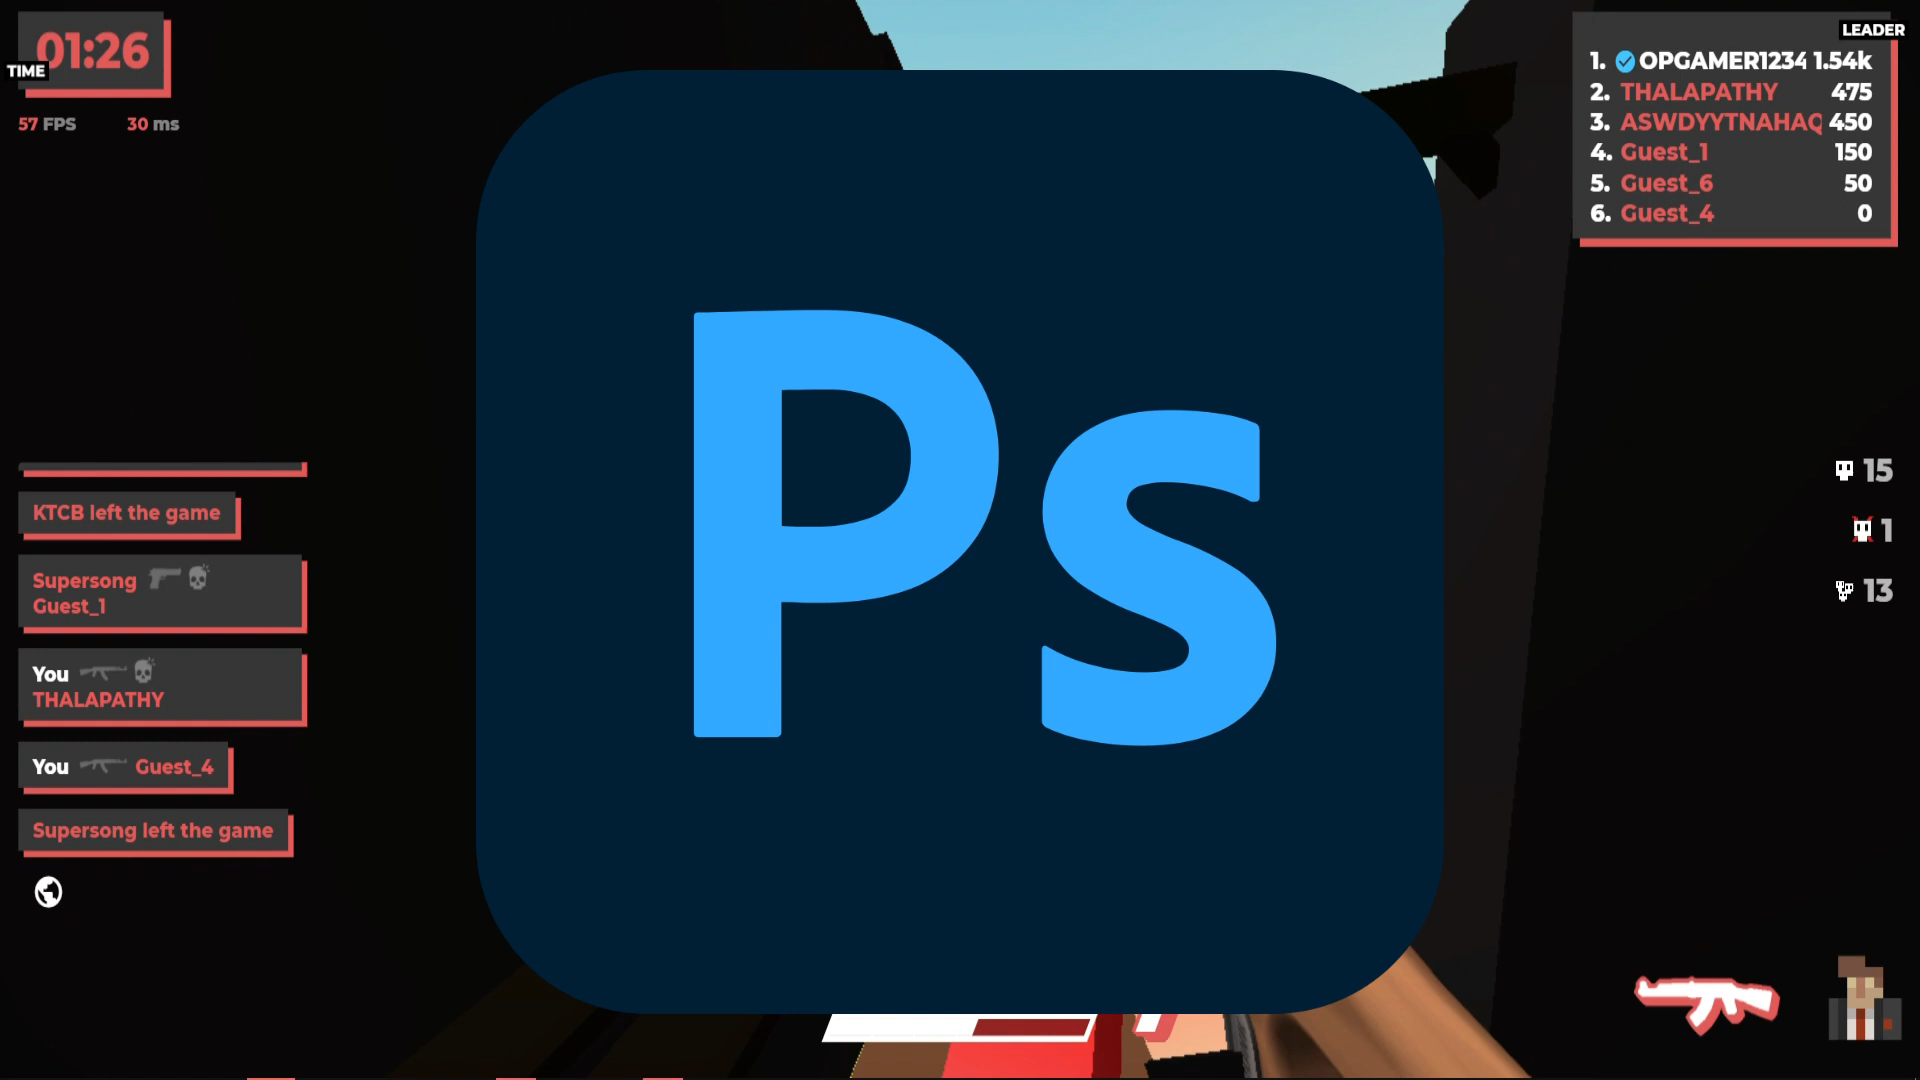 01:26
TIME
57 FPS 30 ms
LEADER
1. OPGAMER1234 1.54k
2. THALAPATHY 475
3. ASWDYYTNAHAQ 450
4. Guest_1 150
5. Guest_6 50
6. Guest_4 0
Ps
KTCB left the game
Supersong
Guest_1
You
THALAPATHY
You Guest_4
Supersong left the game
15
1
13